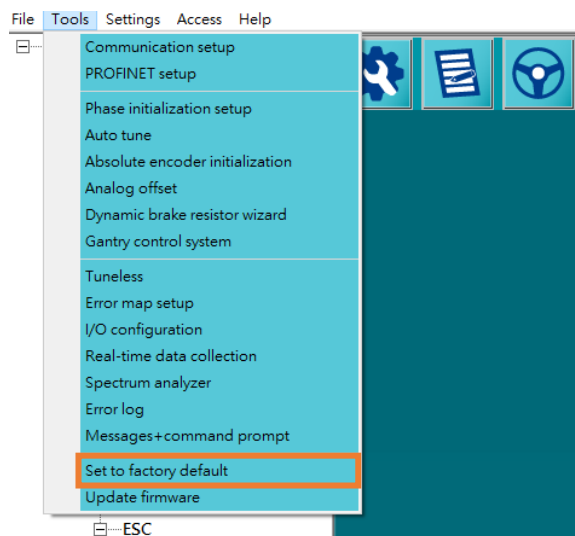 File Tools Settings Access Help
Communication setup
PROFINET setup
Phase initialization setup
Auto tune
Absolute encoder initialization
Analog offset
Dynamic brake resistor wizard
Gantry control system
Tuneless
Error map setup
I/O configuration
Real-time data collection
Spectrum analyzer
Error log
Messages+command prompt
Set to factory default
Update firmware
ESC